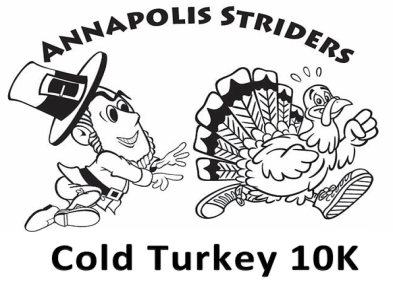 ANNAPOLIS STRIDERS
Cold Turkey 10K